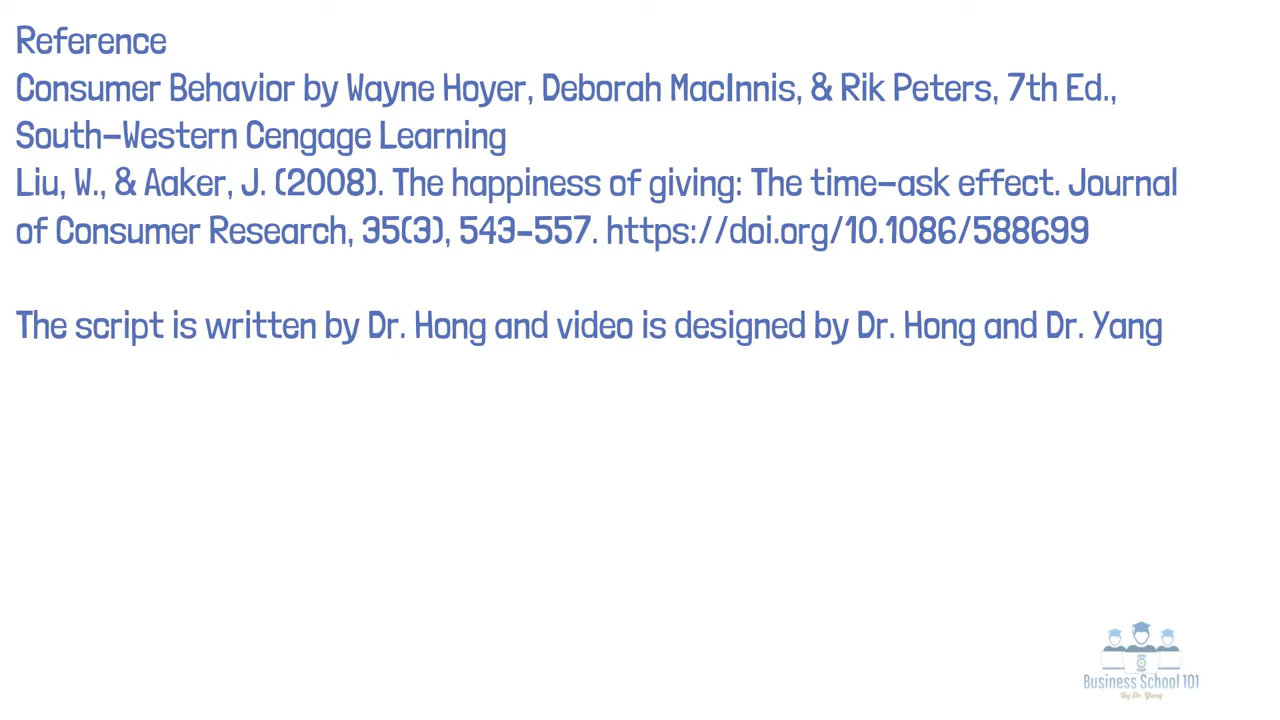 Reference
Consumer Behavior by Wayne Hoyer, Deborah MacInnis, & Rik Peters, 7th Ed.,
South-Western Cengage Learning
Liu, W., & Aaker, J. (2008). The happiness of giving: The time-ask effect. Journal
of Consumer Research, 35(3), 543-557. https://doi.org/10.1086/588699
The script is written by Dr. Hong and video is designed by Dr. Hong and Dr. Yang
Business School 101
By Dr. Yang